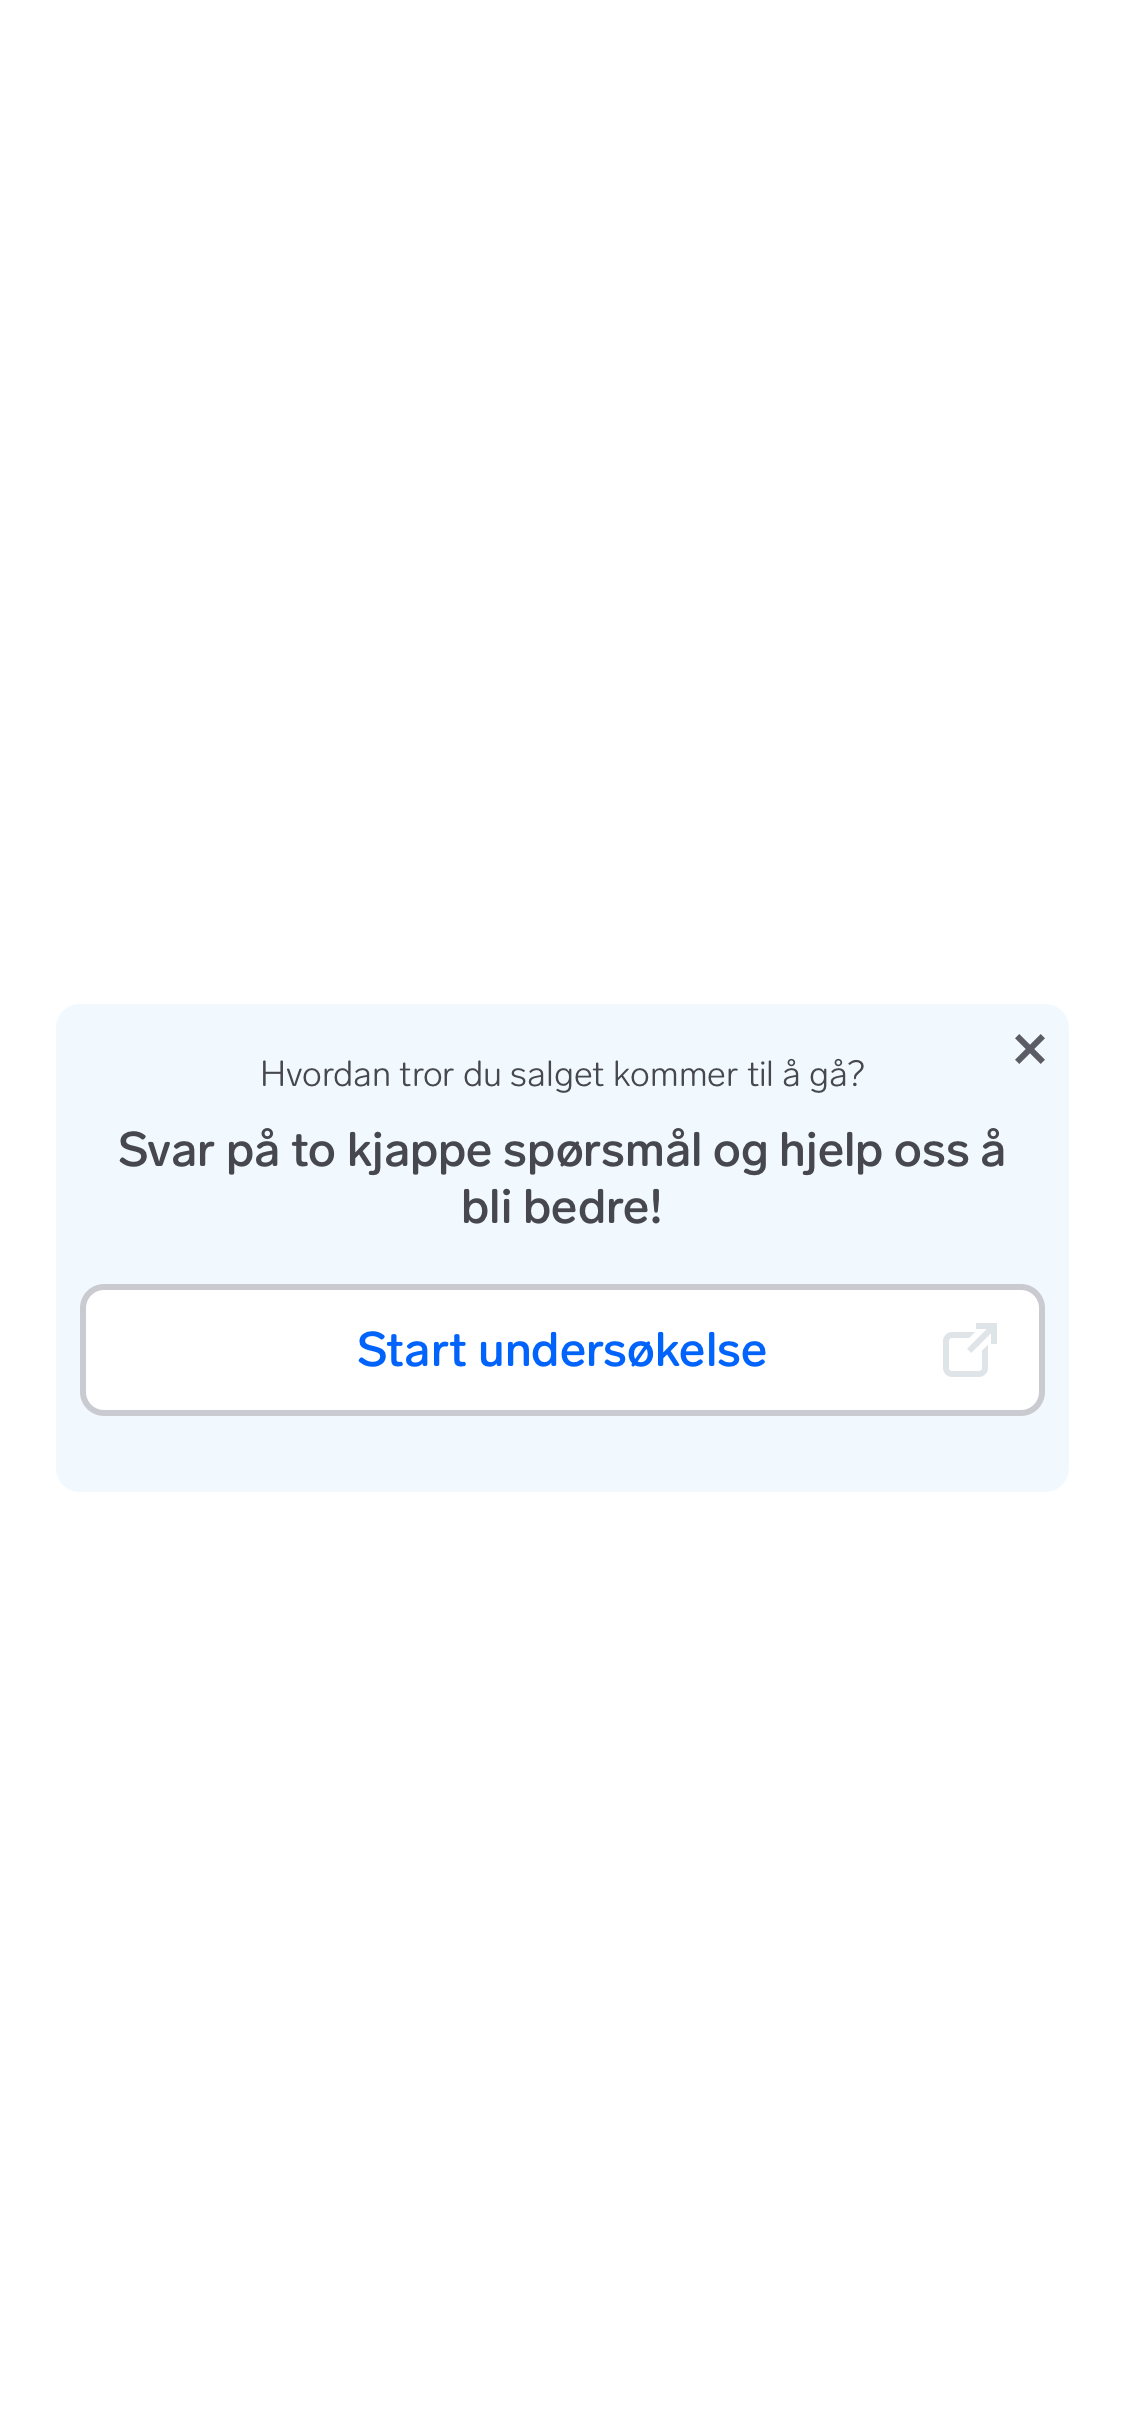 Hvordan tror du salget kommer til å gå?
Svar på to kjappe spørsmål og hjelp oss å
bli bedre!
Start undersøkelse